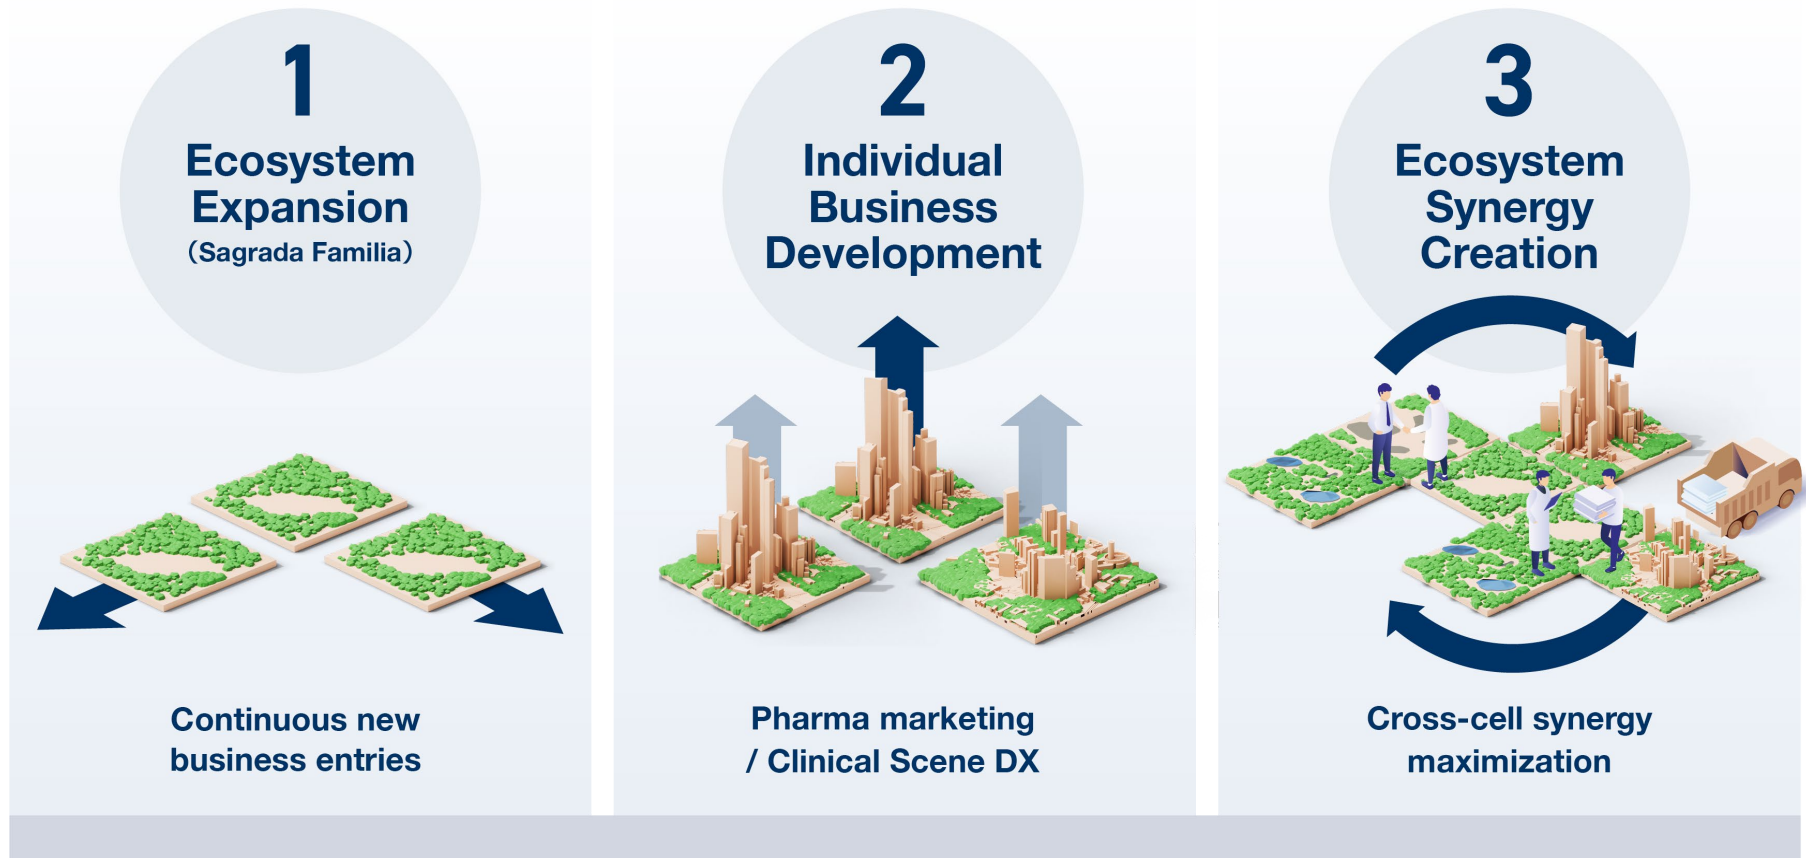 1
Ecosystem
Expansion
(Sagrada Familia)
Continuous new
business entries
2
Individual
Business
Development
Pharma marketing
/ Clinical Scene DX
3
Ecosystem
Synergy
Creation
Cross-cell synergy
maximization